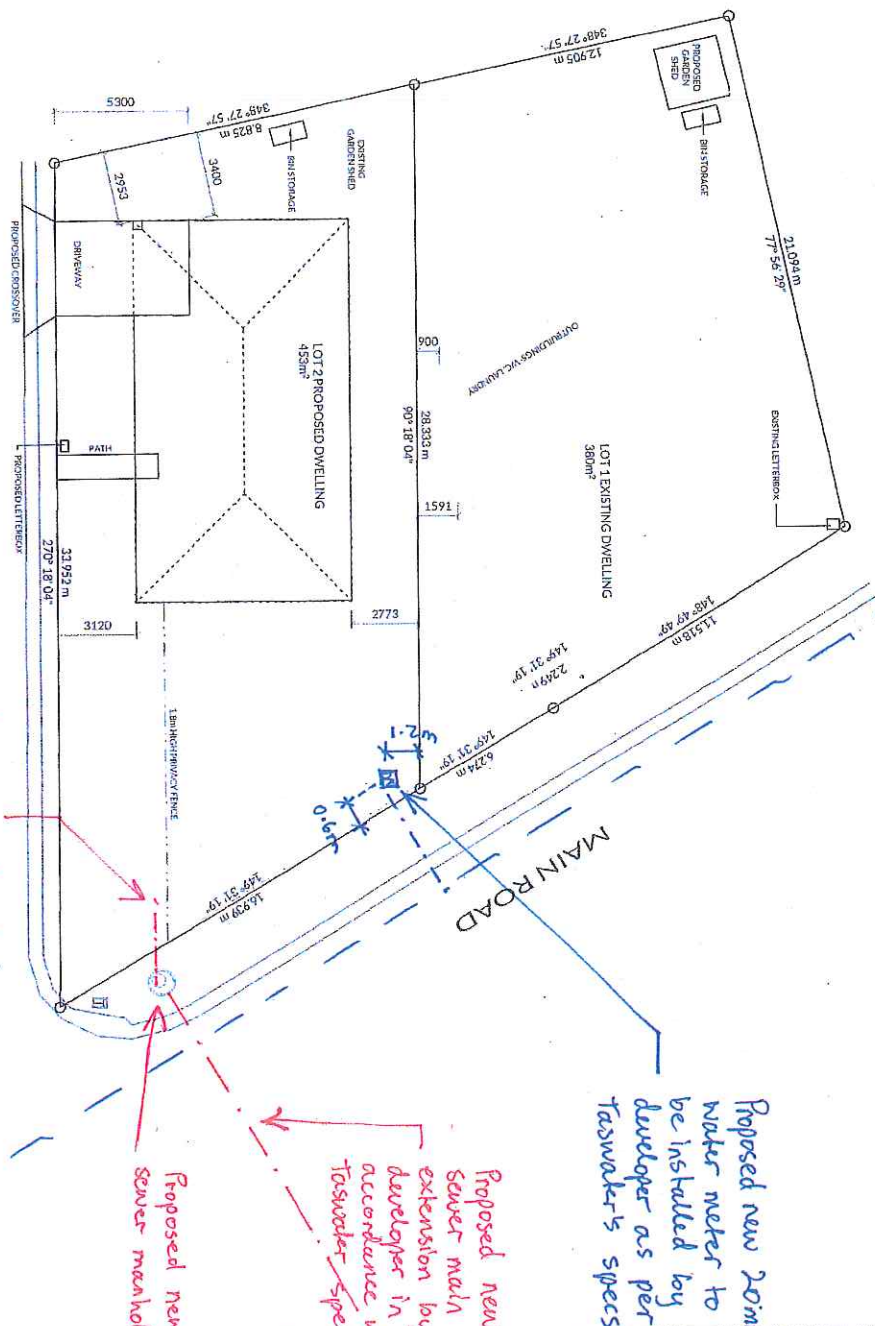 348° 27' 57"
12.905 m
PROPOSED
GARDEN
SHED
BIN STORAGE
21.094 m
77° 56' 29"
5300
348° 27' 57"
8.825 m
2953
3400
BIN STORAGE
EXISTING
GARDEN SHED
OUTBUILDINGS W/C, LAUNDRY
EXISTING LETTERBOX
LOT 1 EXISTING DWELLING
380m²
900
28.333 m
90° 18' 04"
1591
PROPOSED CROSSOVER
DRIVEWAY
LOT 2 PROPOSED DWELLING
453m²
PATH
PROPOSED LETTERBOX
33.952 m
270° 18' 04"
3120
2773
1.8m HIGH PRIVACY FENCE
148° 49' 49"
11.518 m
149° 31' 19"
2.249
149° 31' 19"
6.274 m
149° 31' 19"
16.939 m
1.2m
0.6m
MAIN ROAD
Proposed new 20m
water meter to
be installed by
developer as per
Taswater's specs
Proposed new
sewer main
extension by
developer in
accordance
Taswater spe
Proposed new
sewer manhol